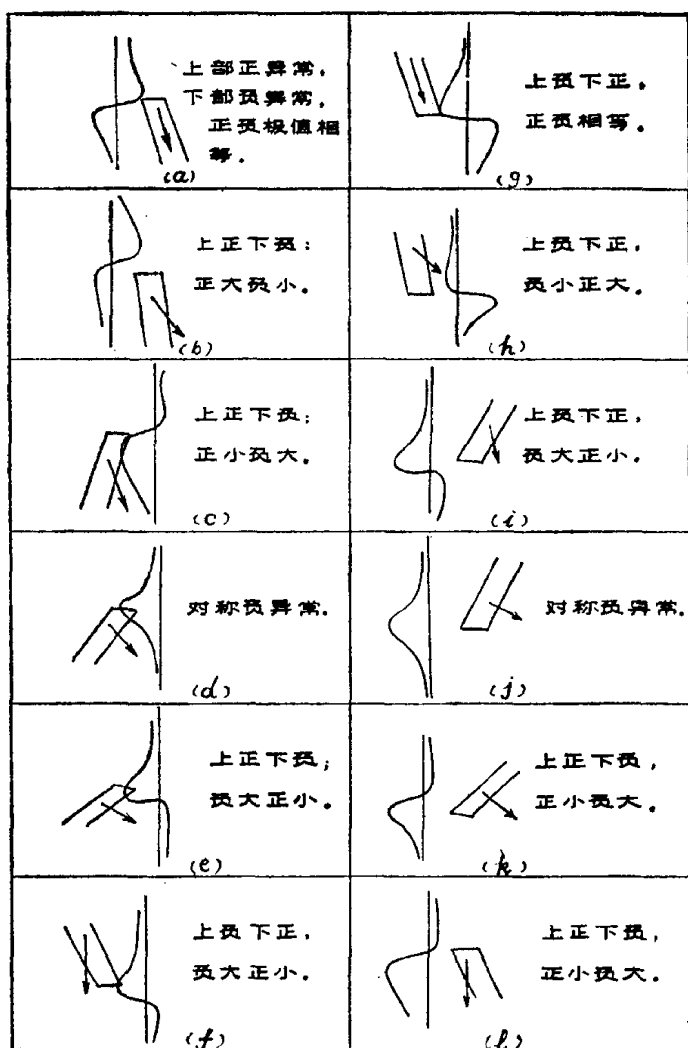 上部正异常，
下部负异常，
正负极值相
等。
(a)
上正下负；
正大负小。
(b)
上正下负；
正小负大。
(c)
对称负异常。
(d)
上正下负；
负大正小。
(e)
上负下正，
负大正小。
(f)
上负下正，
正负相等。
(g)
上负下正，
负小正大。
(h)
上负下正，
负大正小。
(i)
对称负异常。
(j)
上正下负，
正小负大。
(k)
上正下负，
正小负大。
(l)